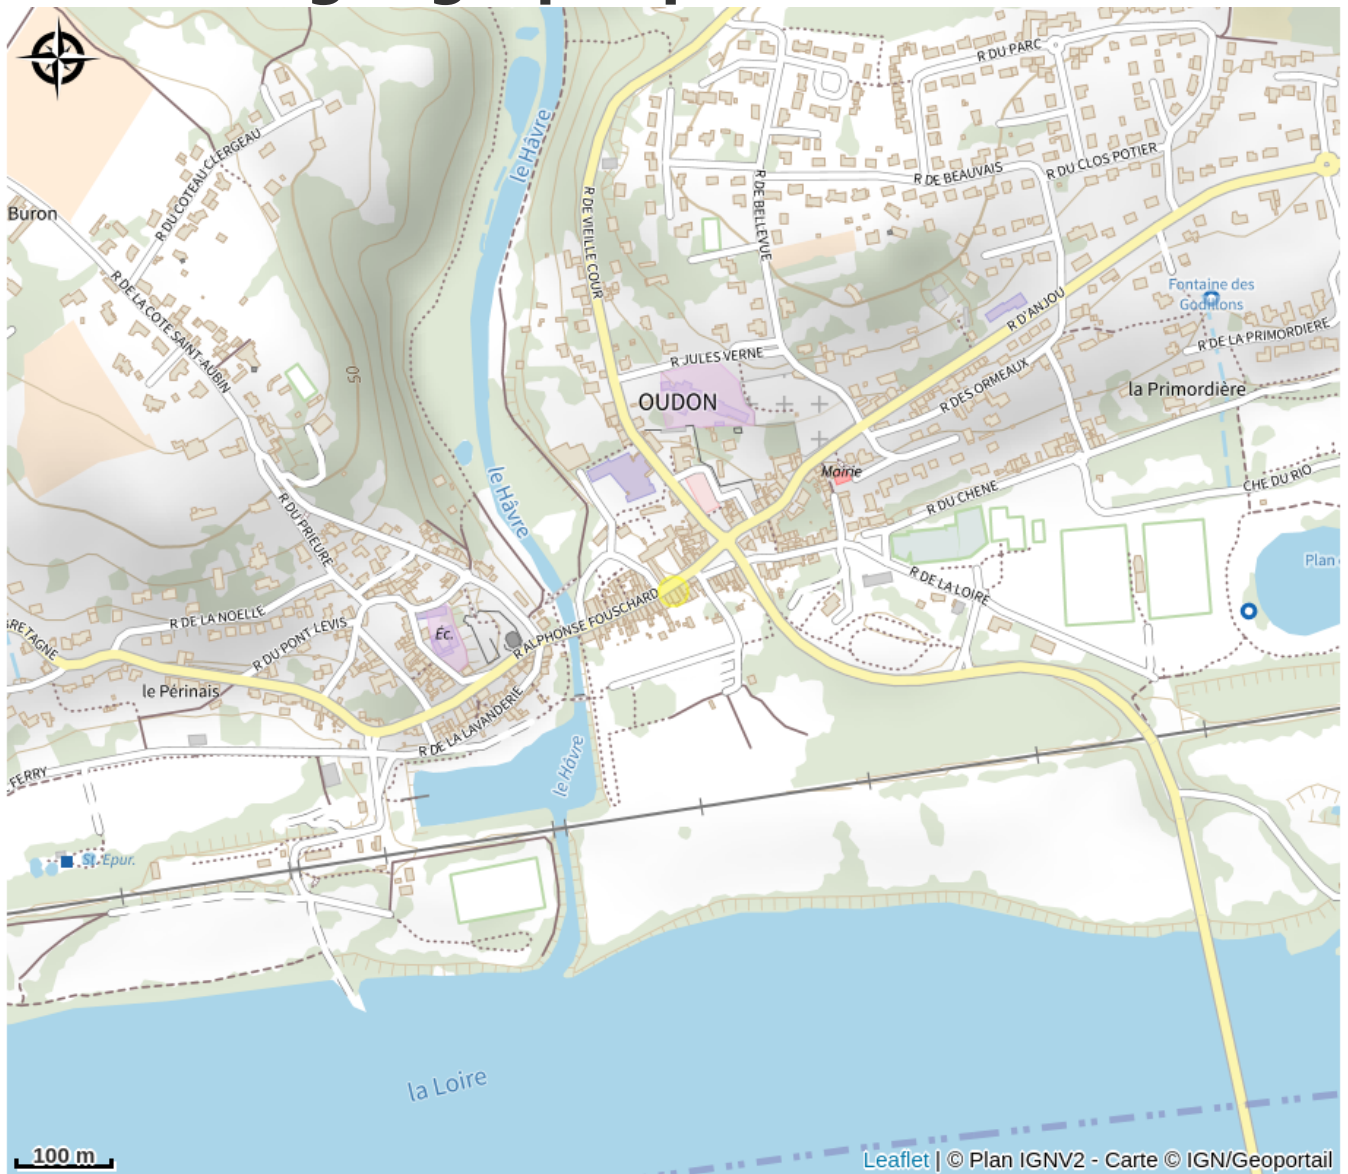 R DU PARC
le Hâvre
R DU COTEAU CLERGEAU
R DU CLOS POTIER
R DE BEAUVAIS
R DE VIEILLE COUR
R DE BELLEVUE
Buron
R DE LA COTE SAINT-AUBIN
Fontaine des
Godillons
R D'ANJOU
R DE LA PRIMORDIERE
R JULES VERNE
50
R DES ORMEAUX
la Primordière
OUDON
Mairie
le Hâvre
CHE DU RIO
R DU CHENE
R DU PRIEURE
Plan
R DE LA LOIRE
R ALPHONSE FOUSCHARD
R DE LA NOELLE
R DU PONT LEVIS
Éc.
RETAGNE
le Périnais
R DE LA LAVANDERIE
le Hâvre
FERRY
St. Epur.
la Loire
100 m
Leaflet | © Plan IGNV2 - Carte © IGN/Geoportail